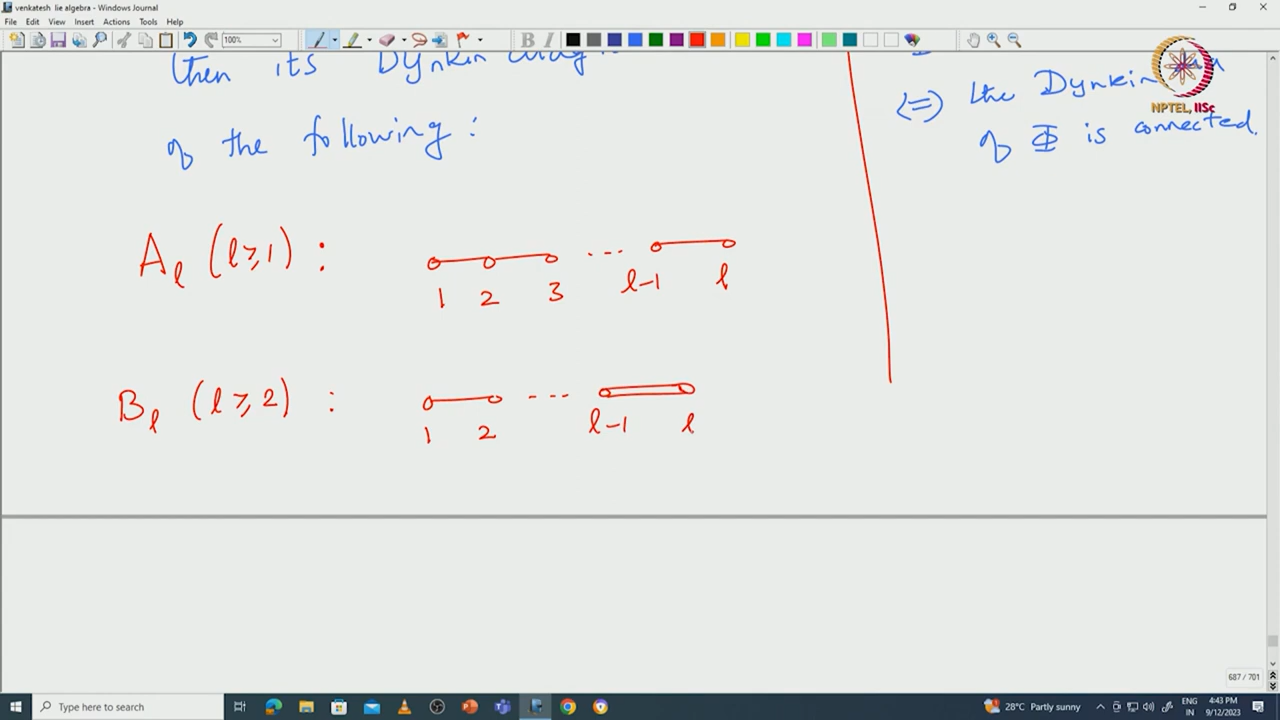 venkatesh lie algebra - Windows Journal
File Edit View Insert Actions Tools Help
100%
B I
then its Dynkin
of the following :
(⇐) the Dynkin
of Φ is connected.
NPTEL, IISc
A_l (l ≥ 1) :
1 2 3 ... l-1 l
B_l (l ≥ 2) :
1 2 --- l-1 l
687 / 701
Type here to search
28°C Partly sunny
ENG
IN
4:43 PM
9/12/2023